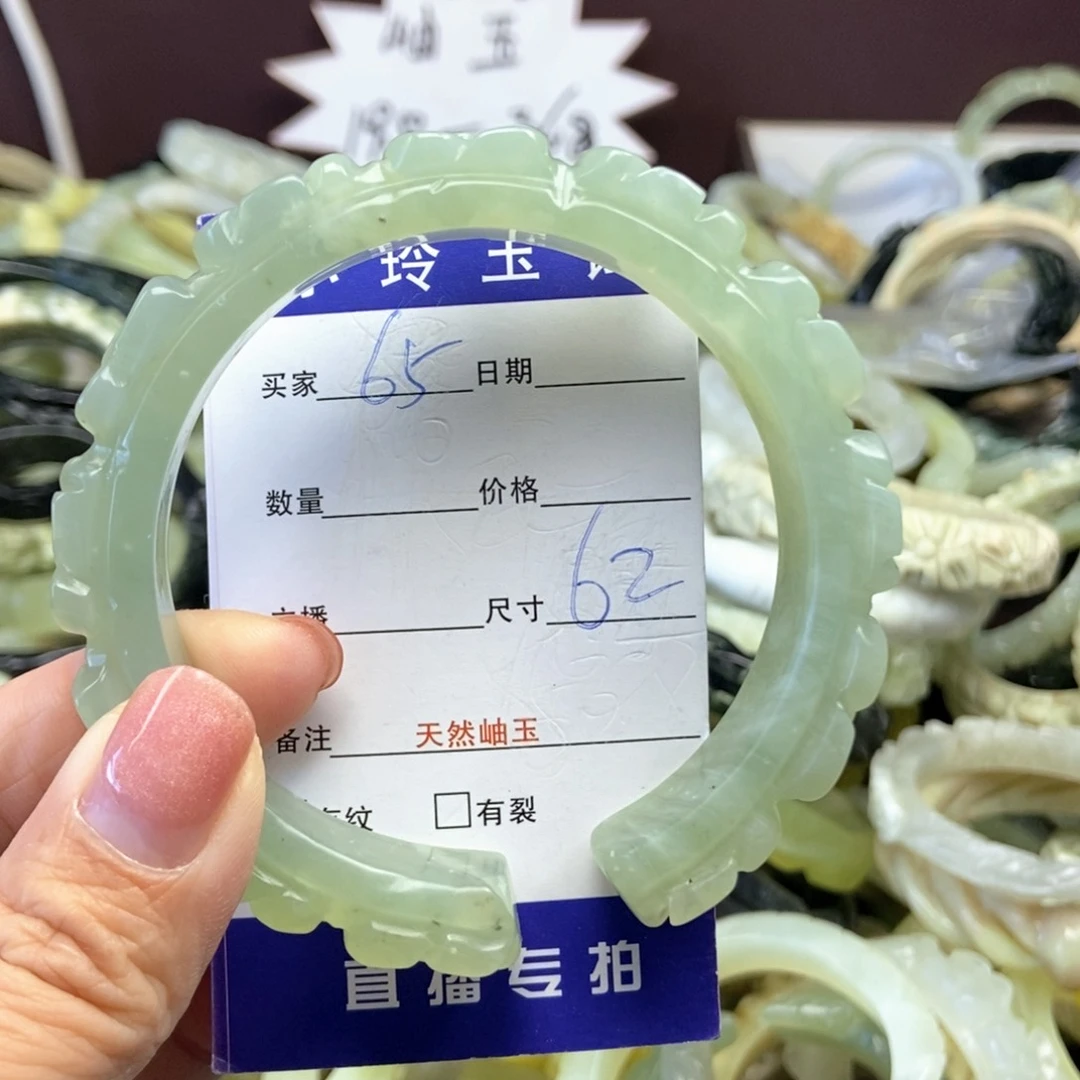 岫玉
玲玉
买家 65 日期
数量 价格
尺寸 62
备注 天然岫玉
纹 □有裂
直播专拍